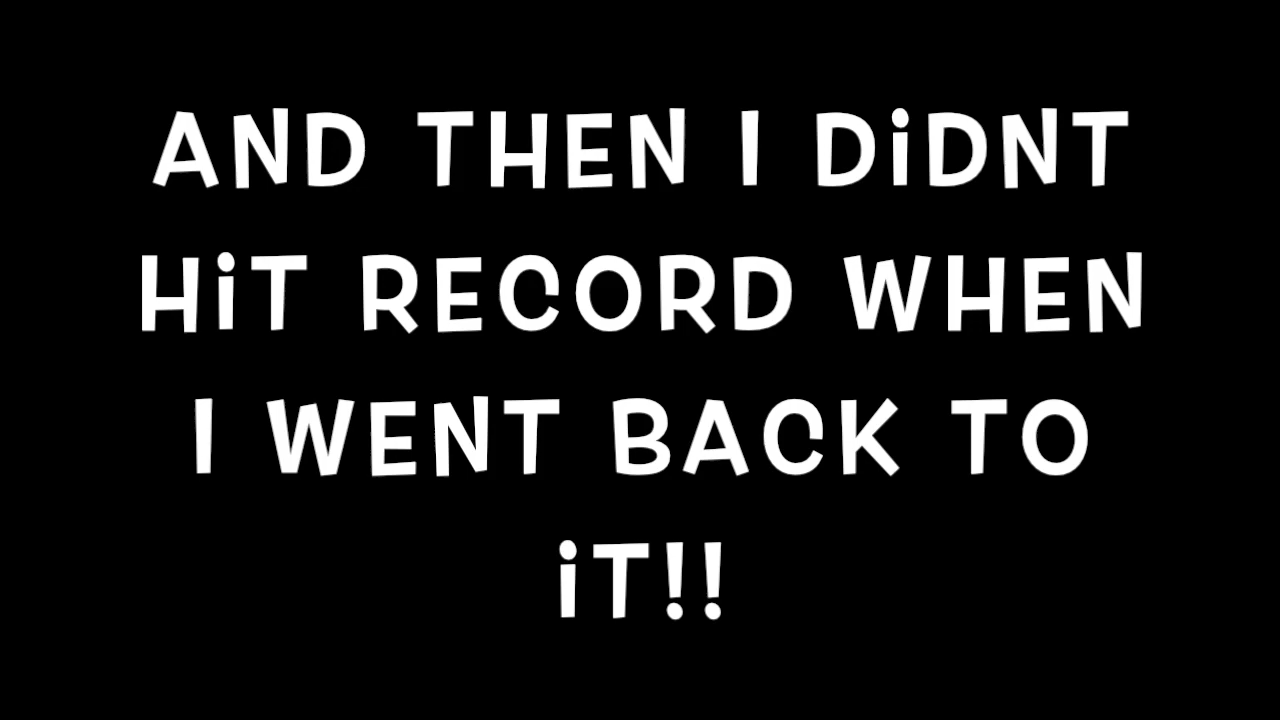 AND THEN I DiDNT
HiT RECORD WHEN
I WENT BACK TO
iT!!